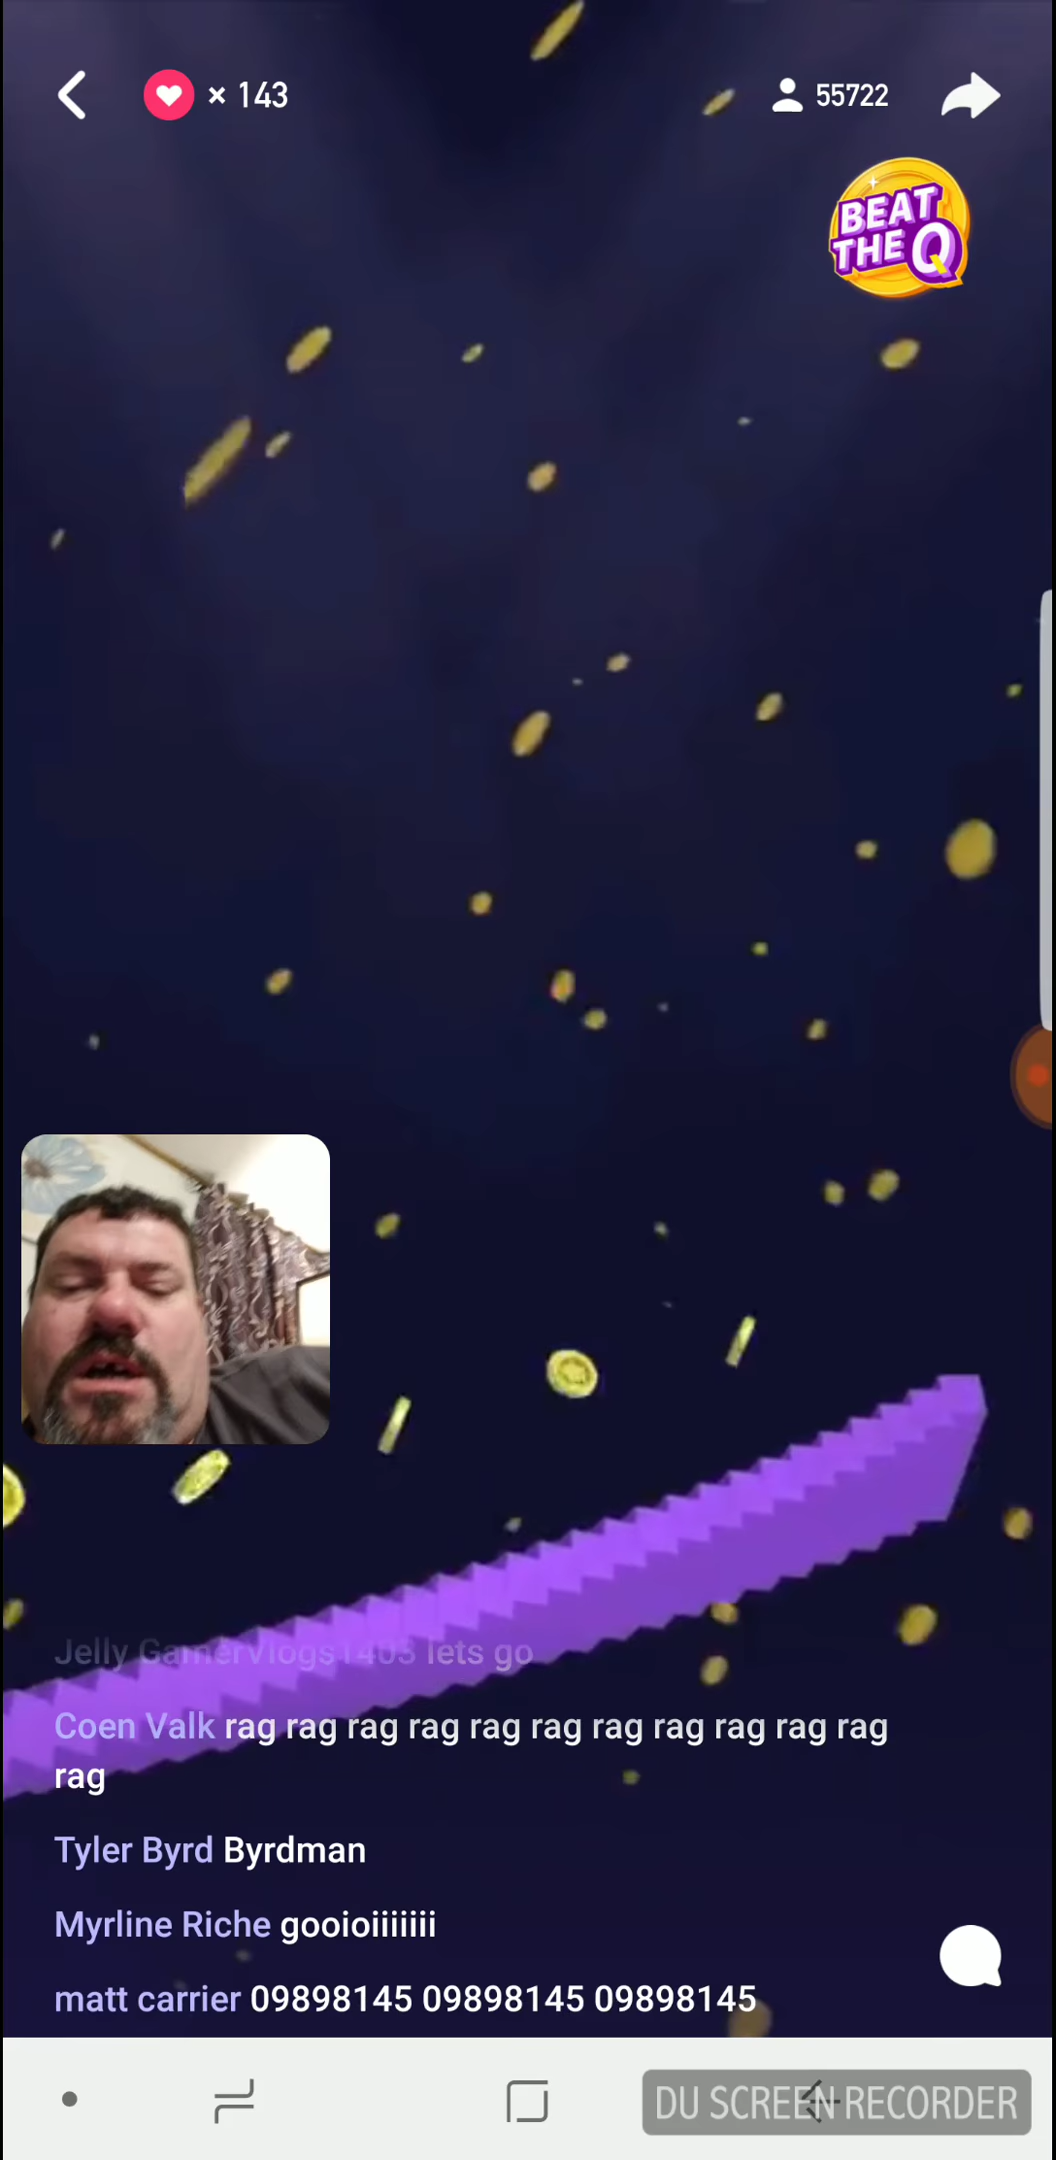 × 143
55722
BEAT
THE Q
Jelly GamerVlogs1403 lets go
Coen Valk rag rag rag rag rag rag rag rag rag rag rag
rag
Tyler Byrd Byrdman
Myrline Riche gooioiiiiiii
matt carrier 09898145 09898145 09898145
DU SCREEN RECORDER